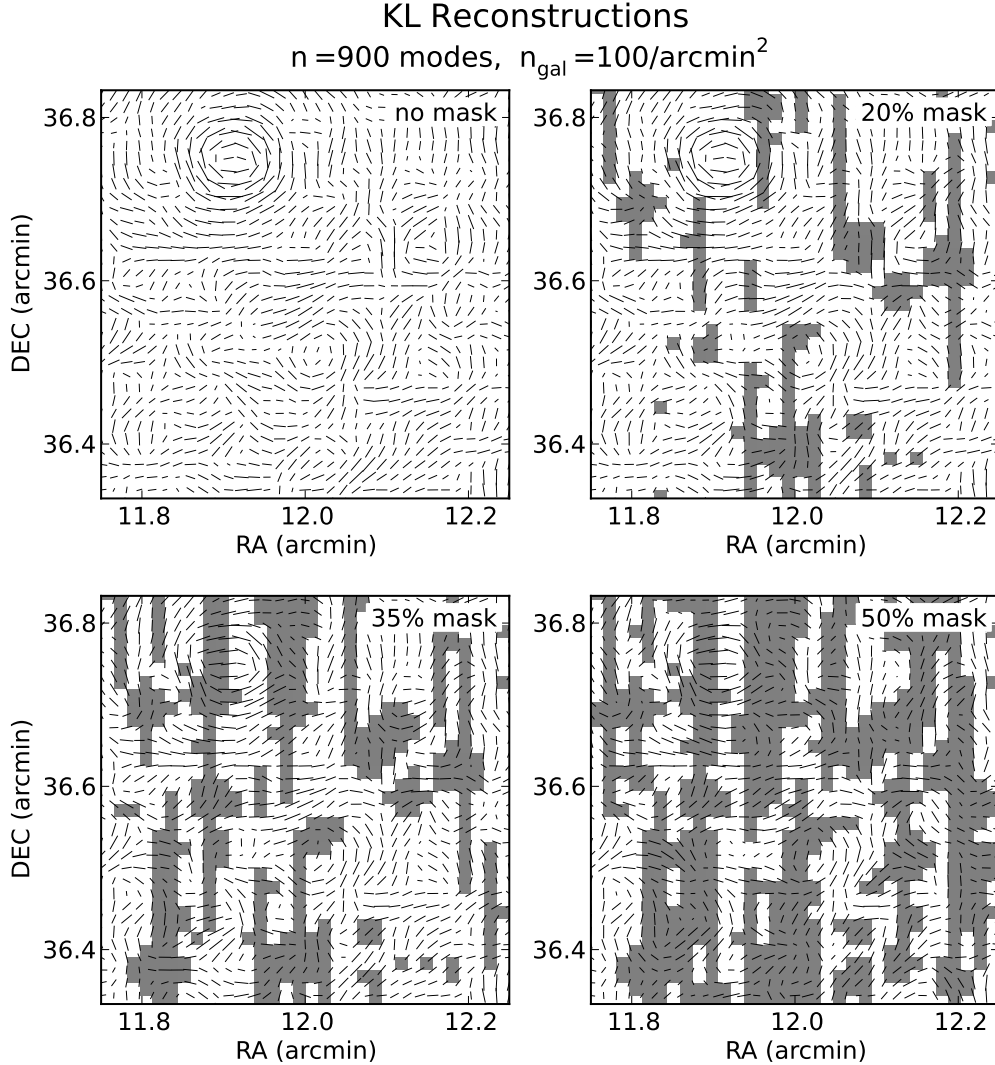 KL Reconstructions
n=900 modes, n_gal=100/arcmin^2
no mask
20% mask
36.8
36.6
36.4
DEC (arcmin)
11.8
12.0
12.2
RA (arcmin)
36.8
36.6
36.4
11.8
12.0
12.2
RA (arcmin)
35% mask
50% mask
36.8
36.6
36.4
DEC (arcmin)
11.8
12.0
12.2
RA (arcmin)
36.8
36.6
36.4
11.8
12.0
12.2
RA (arcmin)